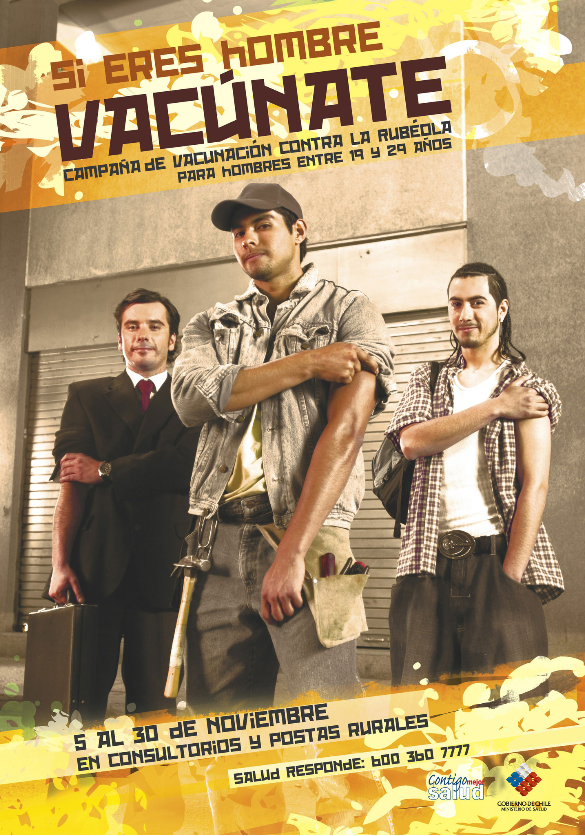 Si ERES hOMBRE
VACÚNATE
CAMPAÑA dE VACUNACIÓN CONTRA LA RUBÉOLA
PARA hOMBRES ENTRE 19 Y 29 AÑOS
5 AL 30 dE NOVIEMBRE
EN CONSULTORIOS Y POSTAS RURALES
SALUd RESPONdE: 600 360 7777
Contigo mejor
salud
GOBIERNO DE CHILE
MINISTERIO DE SALUD